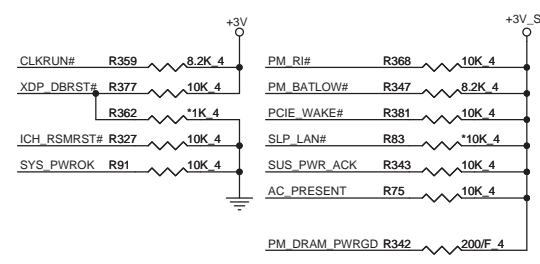 +3V
CLKRUN# R359 8.2K_4
XDP_DBRST# R377 10K_4
R362 *1K_4
ICH_RSMRST# R327 10K_4
SYS_PWROK R91 10K_4
+3V_S
PM_RI# R368 10K_4
PM_BATLOW# R347 8.2K_4
PCIE_WAKE# R381 10K_4
SLP_LAN# R83 *10K_4
SUS_PWR_ACK R343 10K_4
AC_PRESENT R75 10K_4
PM_DRAM_PWRGD R342 200/F_4